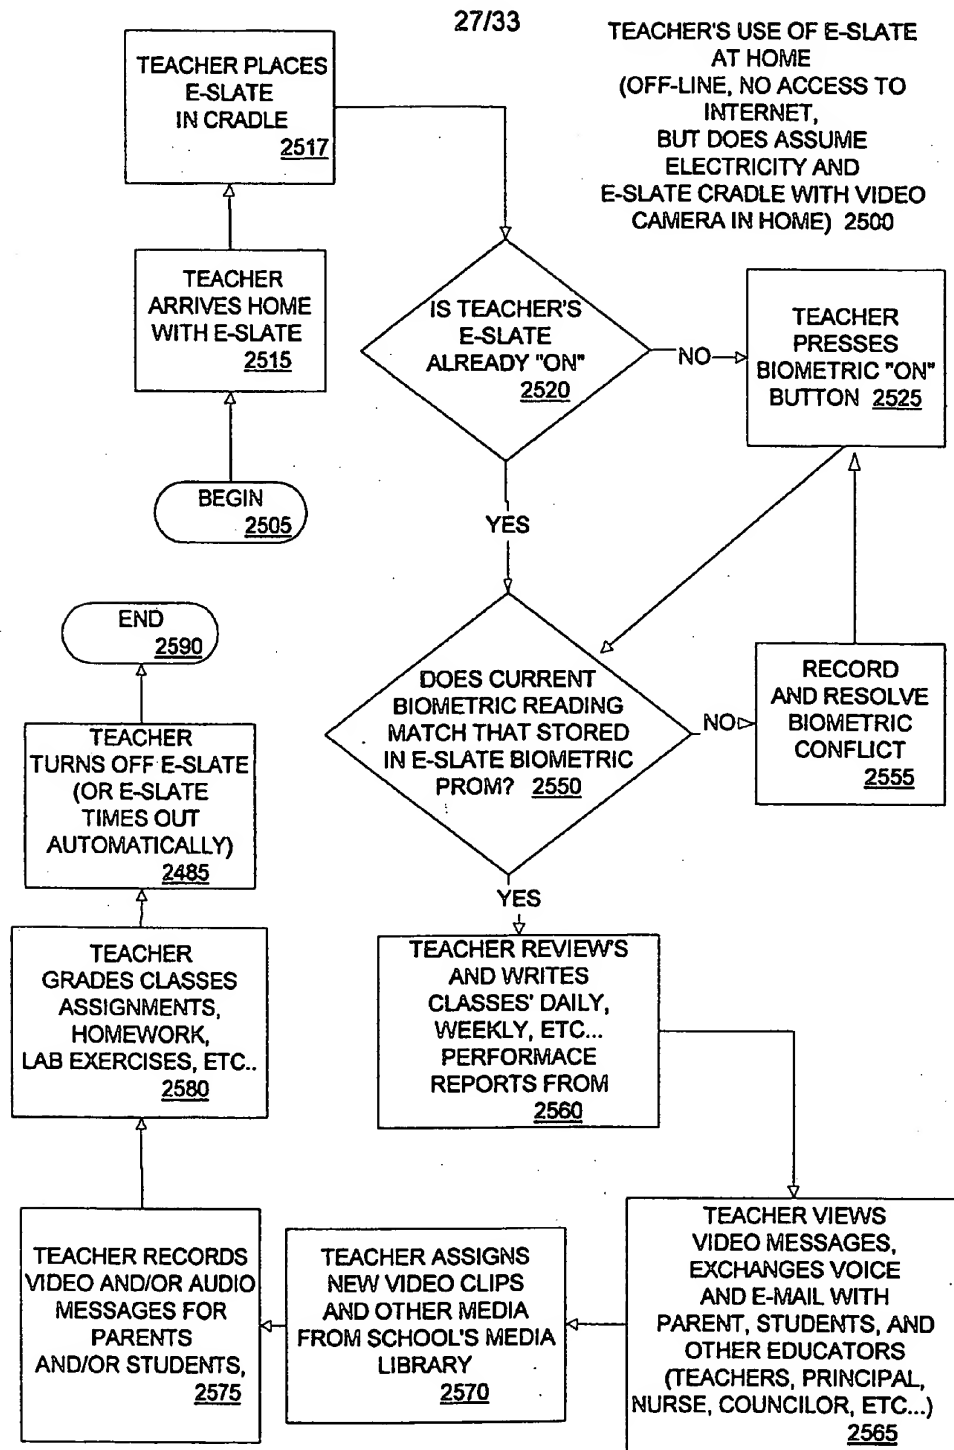 27/33
TEACHER'S USE OF E-SLATE
AT HOME
(OFF-LINE, NO ACCESS TO
INTERNET,
BUT DOES ASSUME
ELECTRICITY AND
E-SLATE CRADLE WITH VIDEO
CAMERA IN HOME) 2500
BEGIN
2505
TEACHER
ARRIVES HOME
WITH E-SLATE
2515
TEACHER PLACES
E-SLATE
IN CRADLE
2517
IS TEACHER'S
E-SLATE
ALREADY "ON"
2520
NO
TEACHER
PRESSES
BIOMETRIC "ON"
BUTTON 2525
YES
DOES CURRENT
BIOMETRIC READING
MATCH THAT STORED
IN E-SLATE BIOMETRIC
PROM? 2550
NO
RECORD
AND RESOLVE
BIOMETRIC
CONFLICT
2555
YES
TEACHER REVIEW'S
AND WRITES
CLASSES' DAILY,
WEEKLY, ETC...
PERFORMACE
REPORTS FROM
2560
TEACHER VIEWS
VIDEO MESSAGES,
EXCHANGES VOICE
AND E-MAIL WITH
PARENT, STUDENTS, AND
OTHER EDUCATORS
(TEACHERS, PRINCIPAL,
NURSE, COUNCILOR, ETC...)
2565
TEACHER ASSIGNS
NEW VIDEO CLIPS
AND OTHER MEDIA
FROM SCHOOL'S MEDIA
LIBRARY
2570
TEACHER RECORDS
VIDEO AND/OR AUDIO
MESSAGES FOR
PARENTS
AND/OR STUDENTS,
2575
TEACHER
GRADES CLASSES
ASSIGNMENTS,
HOMEWORK,
LAB EXERCISES, ETC..
2580
TEACHER
TURNS OFF E-SLATE
(OR E-SLATE
TIMES OUT
AUTOMATICALLY)
2485
END
2590